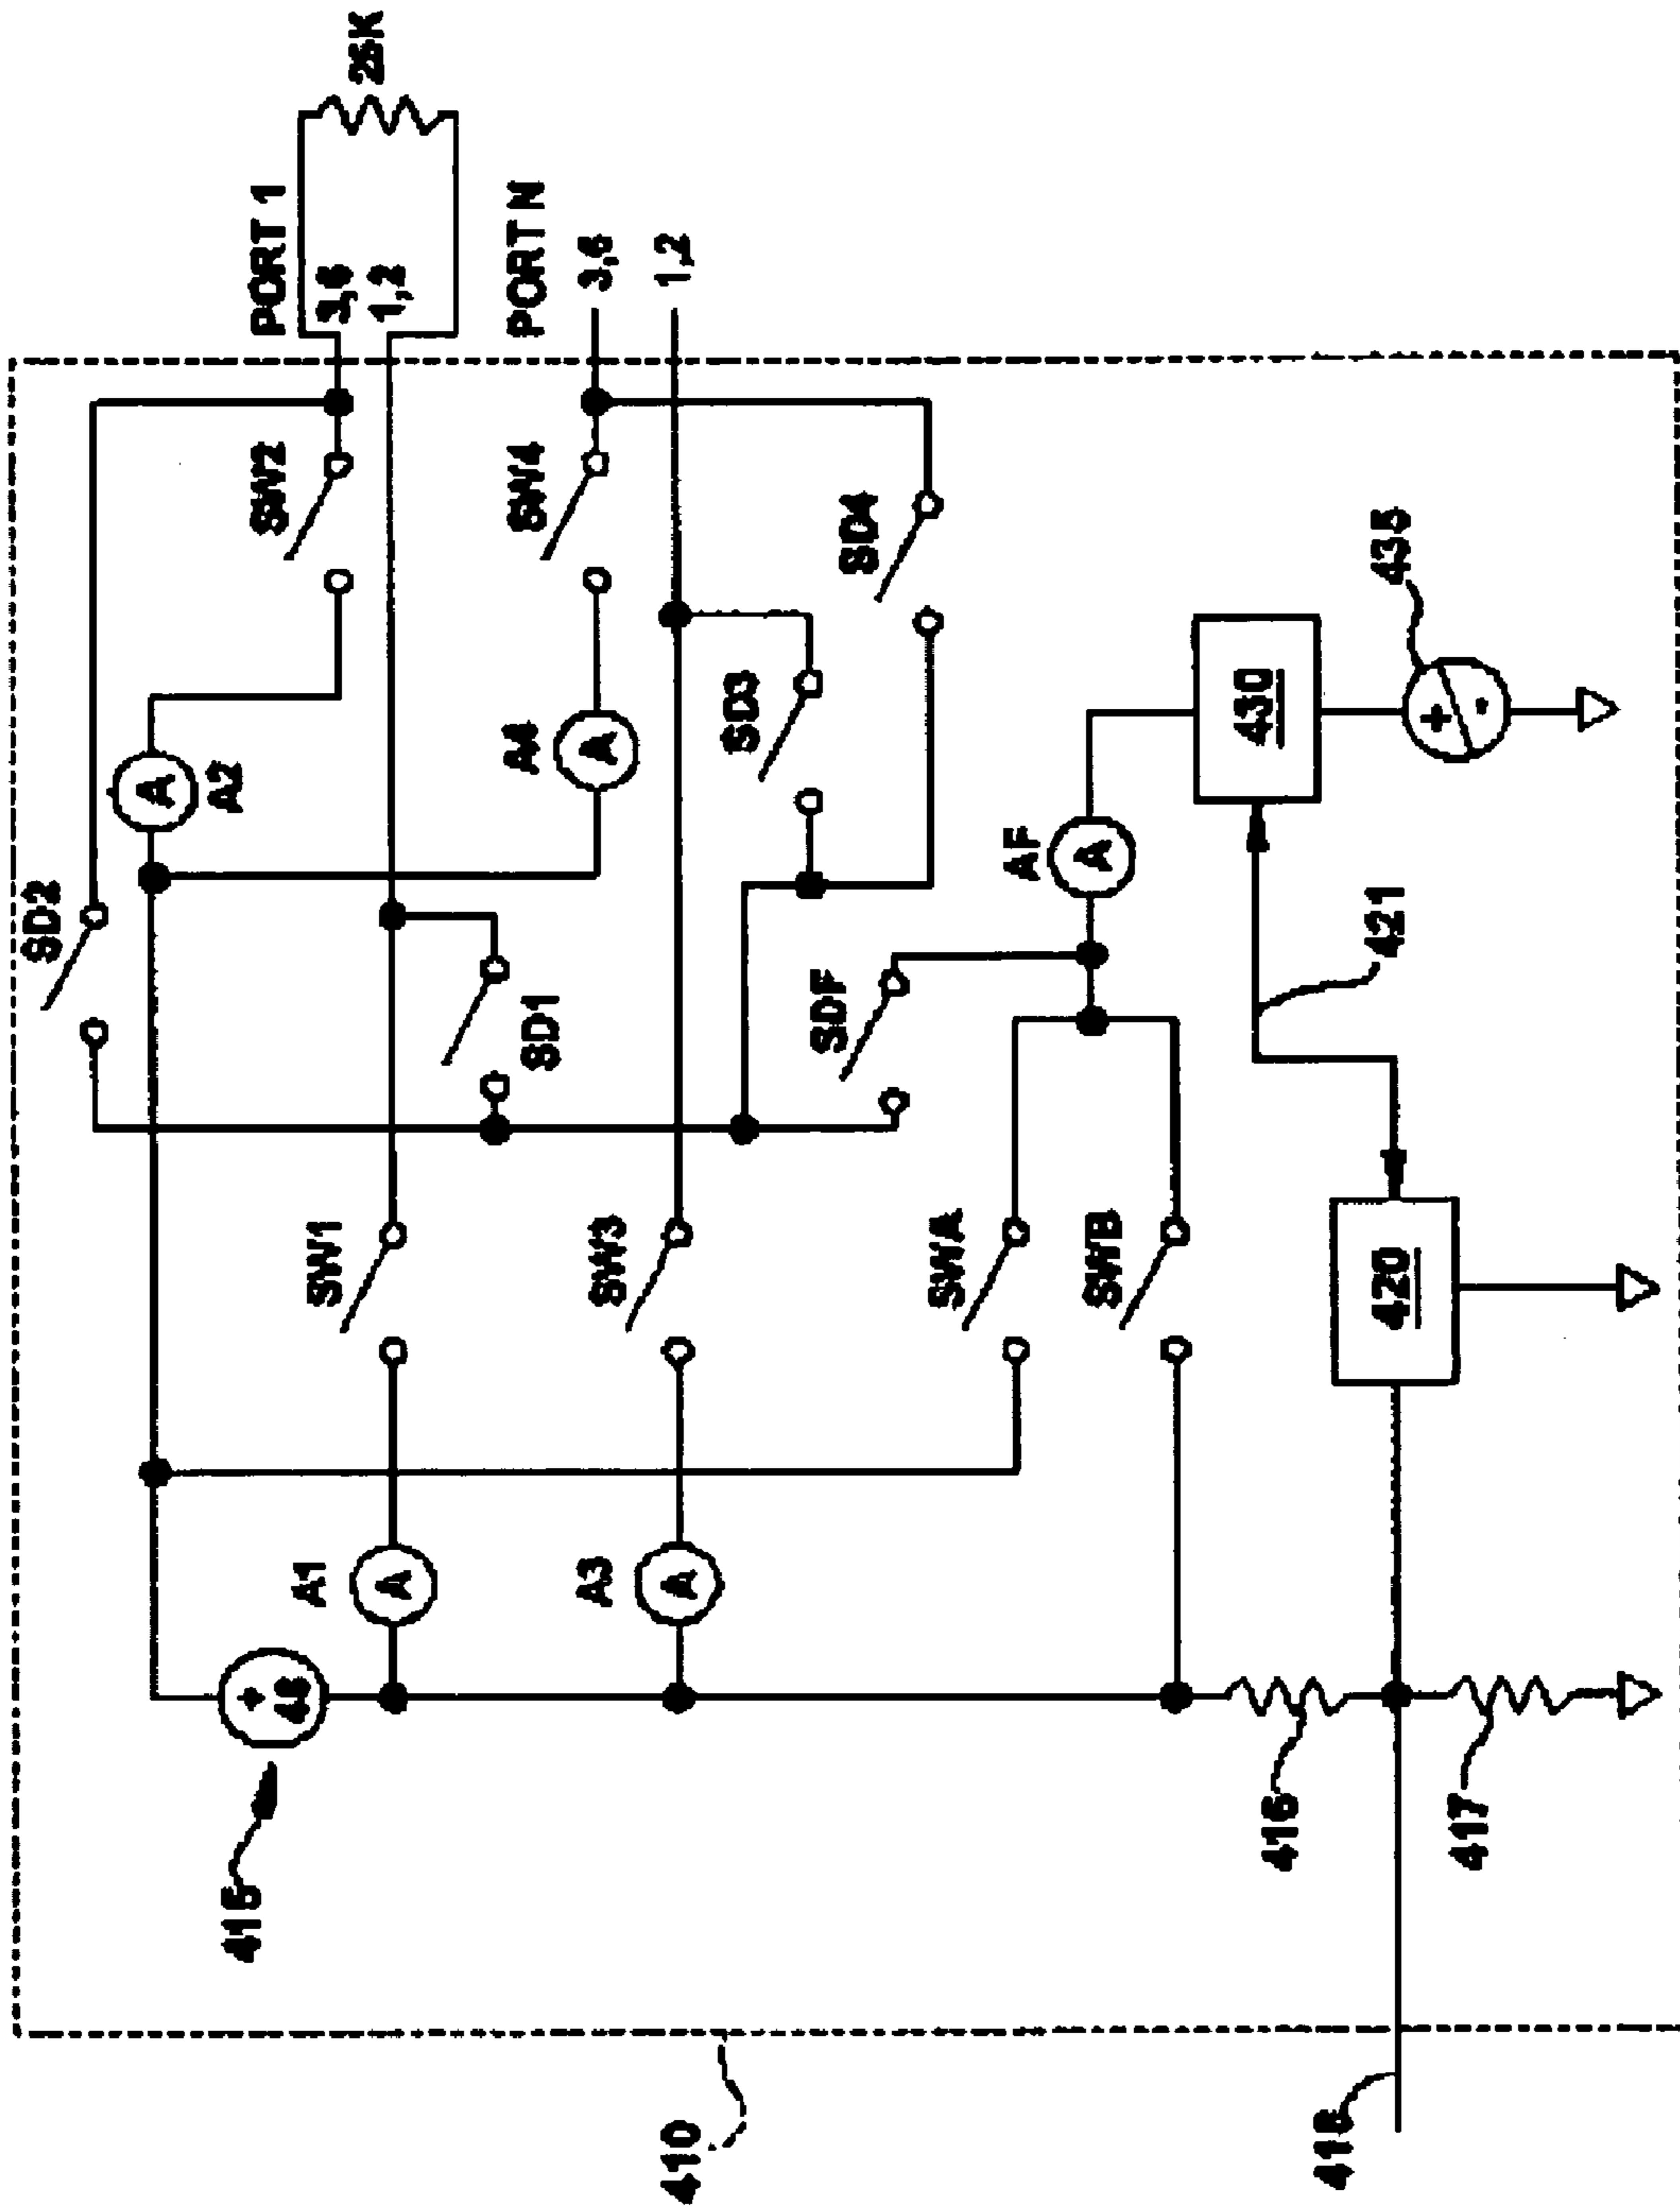 SD2
A
A2
SW2
PORT 1
3,6
1,2
25K
415
+
48
A1
A
SW1
SD1
A4
A
SW4
PORT N
3,6
1,2
A3
A
SW3
SD3
SD4
SDF
AF
A
SWA
SWB
430
435
+
-
421
420
416
417
418
410